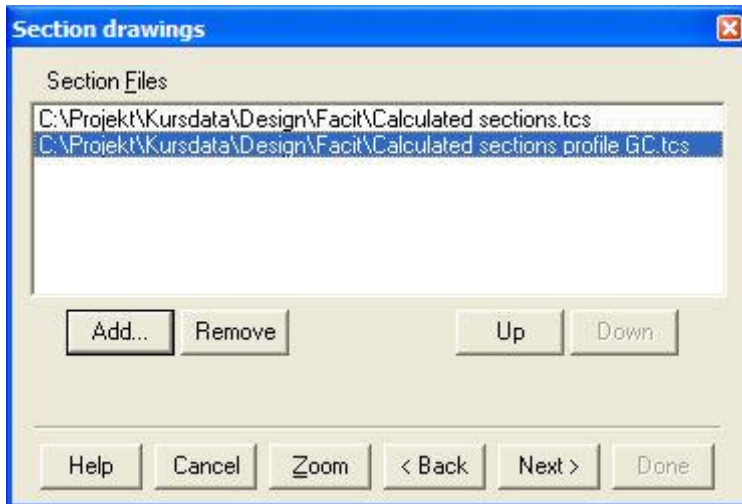 Section drawings
Section Files
C:\Projekt\Kursdata\Design\Facit\Calculated sections.tcs
C:\Projekt\Kursdata\Design\Facit\Calculated sections profile GC.tcs
Add... Remove Up Down
Help Cancel Zoom < Back Next > Done